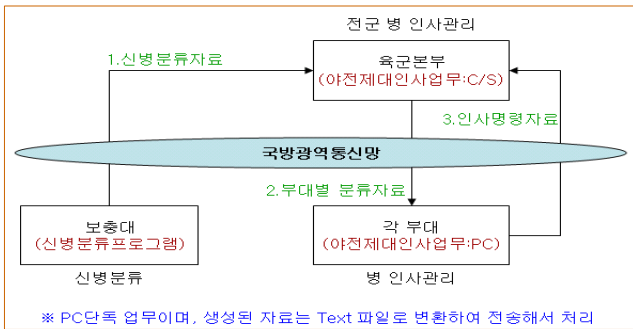 전군 병 인사관리
1.신병분류자료
육군본부
(야전제대인사업무:C/S)
3.인사명령자료
국방광역통신망
2.부대별 분류자료
보충대
(신병분류프로그램)
각 부대
(야전제대인사업무:PC)
신병분류
병 인사관리
※ PC단독 업무이며, 생성된 자료는 Text 파일로 변환하여 전송해서 처리